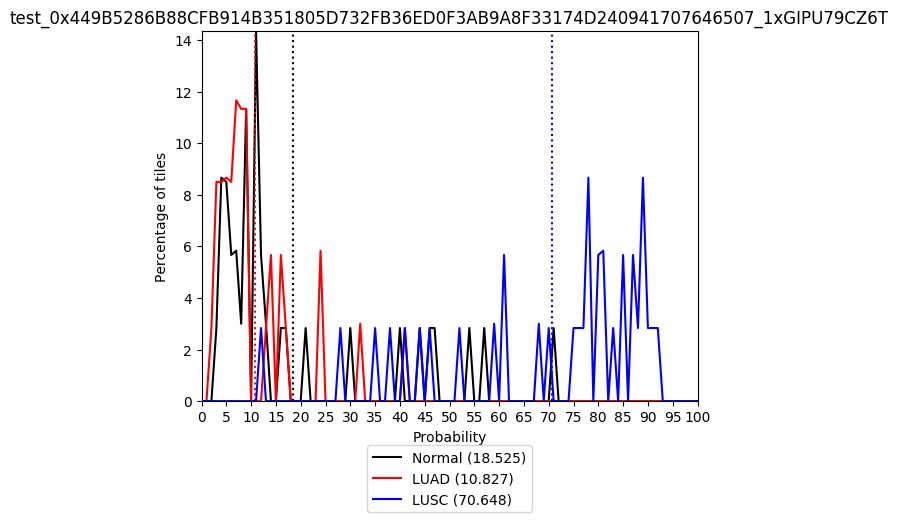 test_0x449B5286B88CFB914B351805D732FB36ED0F3AB9A8F33174D240941707646507_1xGIPU79CZ6T
14
12
10
8
6
4
2
0
Percentage of tiles
0 5 10 15 20 25 30 35 40 45 50 55 60 65 70 75 80 85 90 95 100
Probability
Normal (18.525)
LUAD (10.827)
LUSC (70.648)